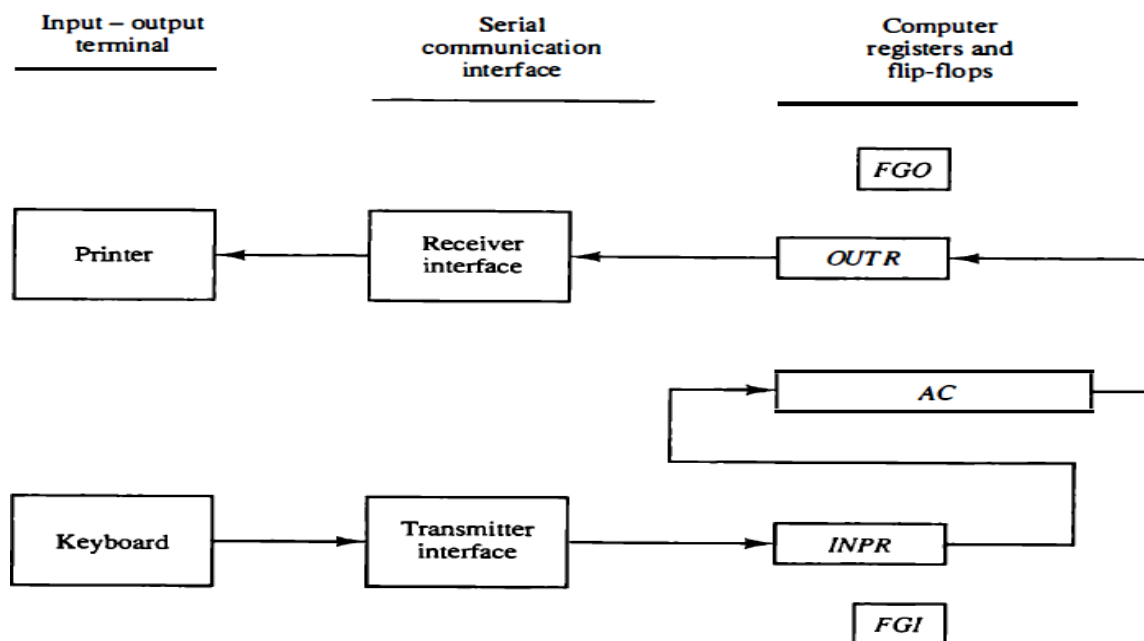 Input – output
terminal
Serial
communication
interface
Computer
registers and
flip-flops
FGO
Printer
Receiver
interface
OUTR
AC
Keyboard
Transmitter
interface
INPR
FGI